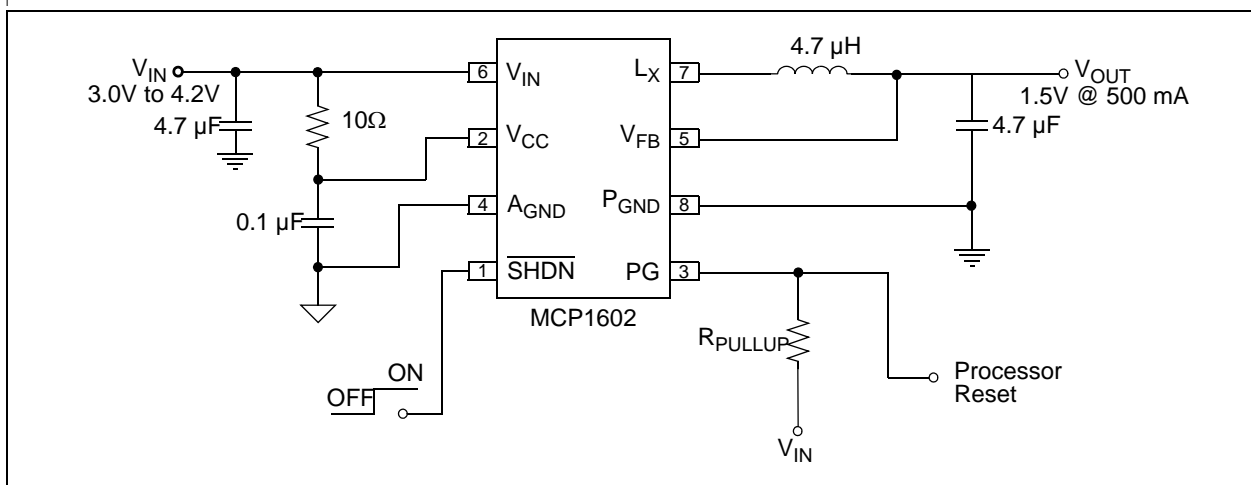 V_IN
3.0V to 4.2V
4.7 µF
10Ω
0.1 µF
6 V_IN
2 V_CC
4 A_GND
1 SHDN
L_X 7
V_FB 5
P_GND 8
PG 3
MCP1602
4.7 µH
V_OUT
1.5V @ 500 mA
4.7 µF
R_PULLUP
V_IN
Processor
Reset
ON
OFF